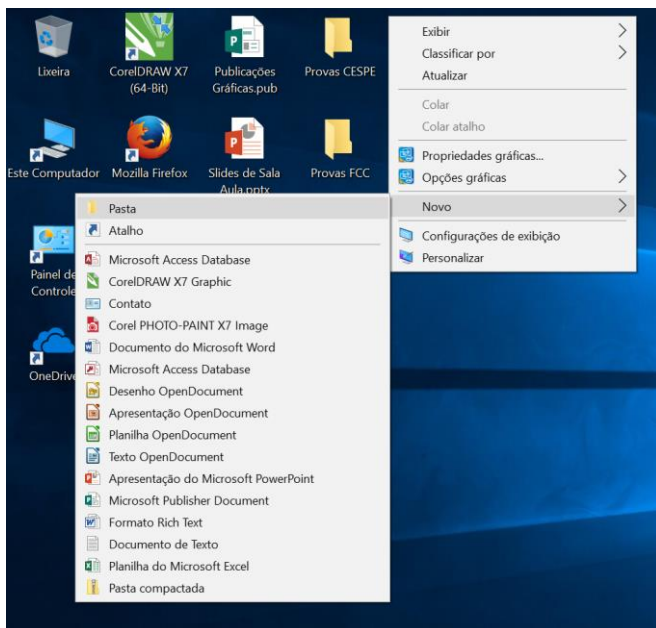 Lixeira
CorelDRAW X7
(64-Bit)
Publicações
Gráficas.pub
Provas CESPE
Este Computador
Mozilla Firefox
Slides de Sala
Aula.pptx
Provas FCC
Painel de
Controle
OneDrive
Exibir
Classificar por
Atualizar
Colar
Colar atalho
Propriedades gráficas...
Opções gráficas
Novo
Configurações de exibição
Personalizar
Pasta
Atalho
Microsoft Access Database
CorelDRAW X7 Graphic
Contato
Corel PHOTO-PAINT X7 Image
Documento do Microsoft Word
Microsoft Access Database
Desenho OpenDocument
Apresentação OpenDocument
Planilha OpenDocument
Texto OpenDocument
Apresentação do Microsoft PowerPoint
Microsoft Publisher Document
Formato Rich Text
Documento de Texto
Planilha do Microsoft Excel
Pasta compactada